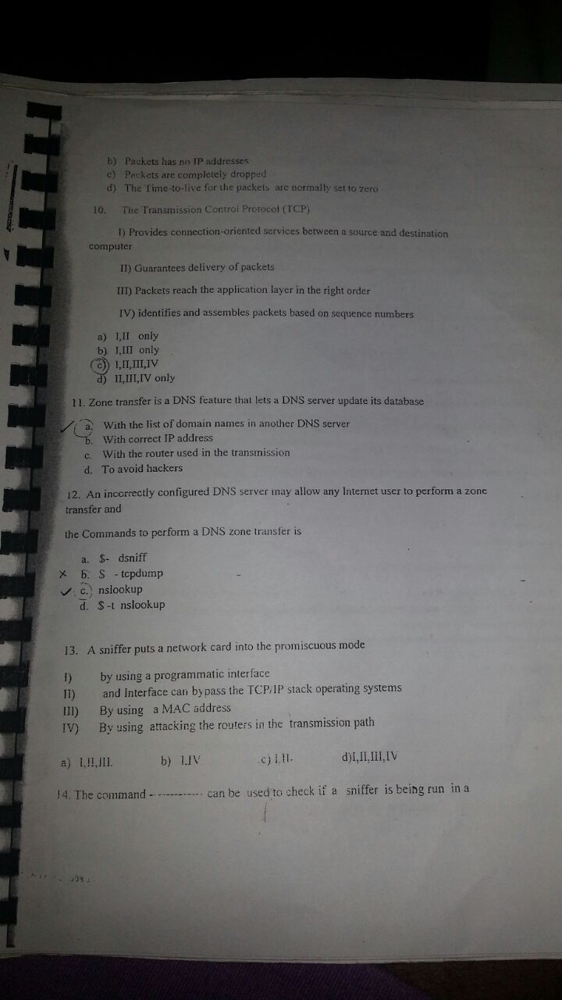 b) Packets has no IP addresses
c) Packets are completely dropped
d) The Time-to-live for the packets are normally set to zero
10. The Transmission Control Protocol (TCP)
I) Provides connection-oriented services between a source and destination
computer
II) Guarantees delivery of packets
III) Packets reach the application layer in the right order
IV) identifies and assembles packets based on sequence numbers
a) I,II only
b) I,III only
c) I,II,III,IV
d) II,III,IV only
11. Zone transfer is a DNS feature that lets a DNS server update its database
a. With the list of domain names in another DNS server
b. With correct IP address
c. With the router used in the transmission
d. To avoid hackers
12. An incorrectly configured DNS server may allow any Internet user to perform a zone
transfer and
the Commands to perform a DNS zone transfer is
a. $- dsniff
b. S - tcpdump
c. nslookup
d. $ -t nslookup
13. A sniffer puts a network card into the promiscuous mode
I) by using a programmatic interface
II) and Interface can bypass the TCP/IP stack operating systems
III) By using a MAC address
IV) By using attacking the routers in the transmission path
a) I,II,III. b) I,IV c) I,II. d)I,II,III,IV
14. The command ------------- can be used to check if a sniffer is being run in a